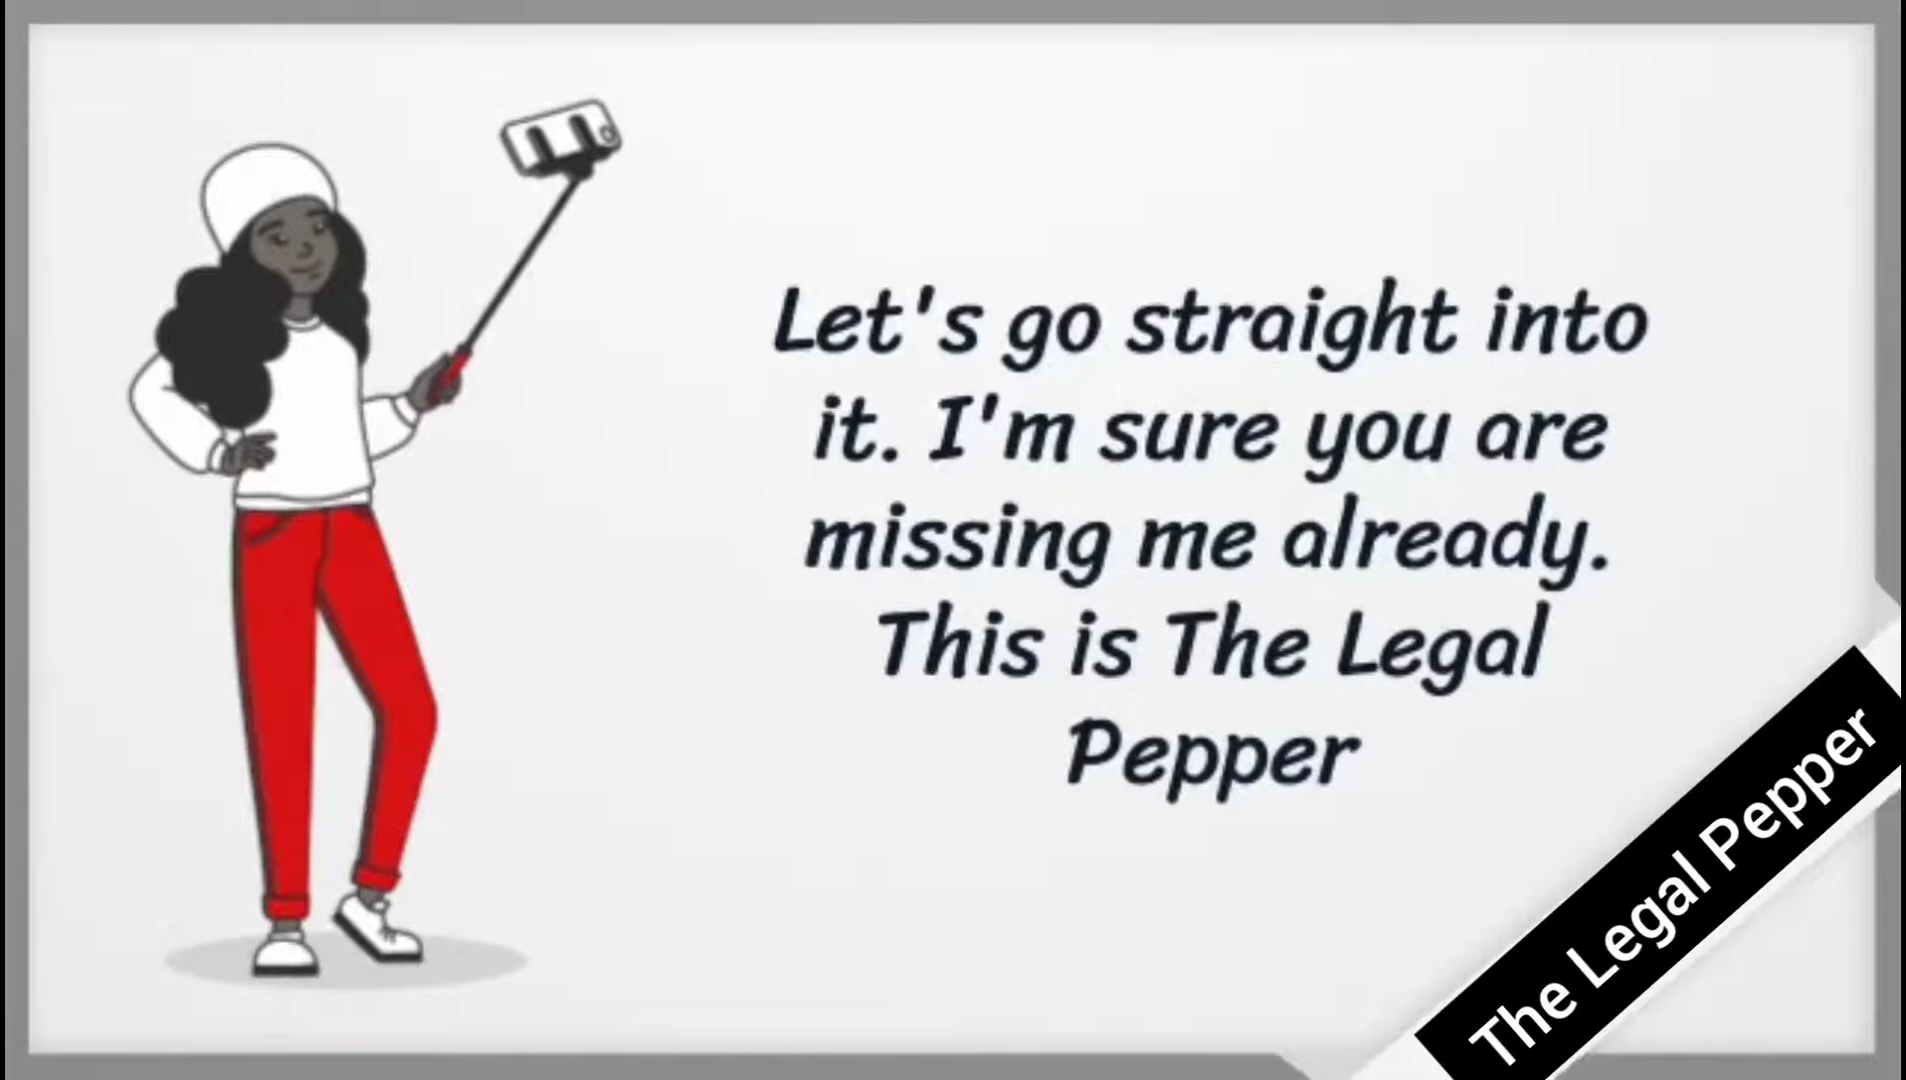 Let's go straight into
it. I'm sure you are
missing me already.
This is The Legal
Pepper
The Legal Pepper